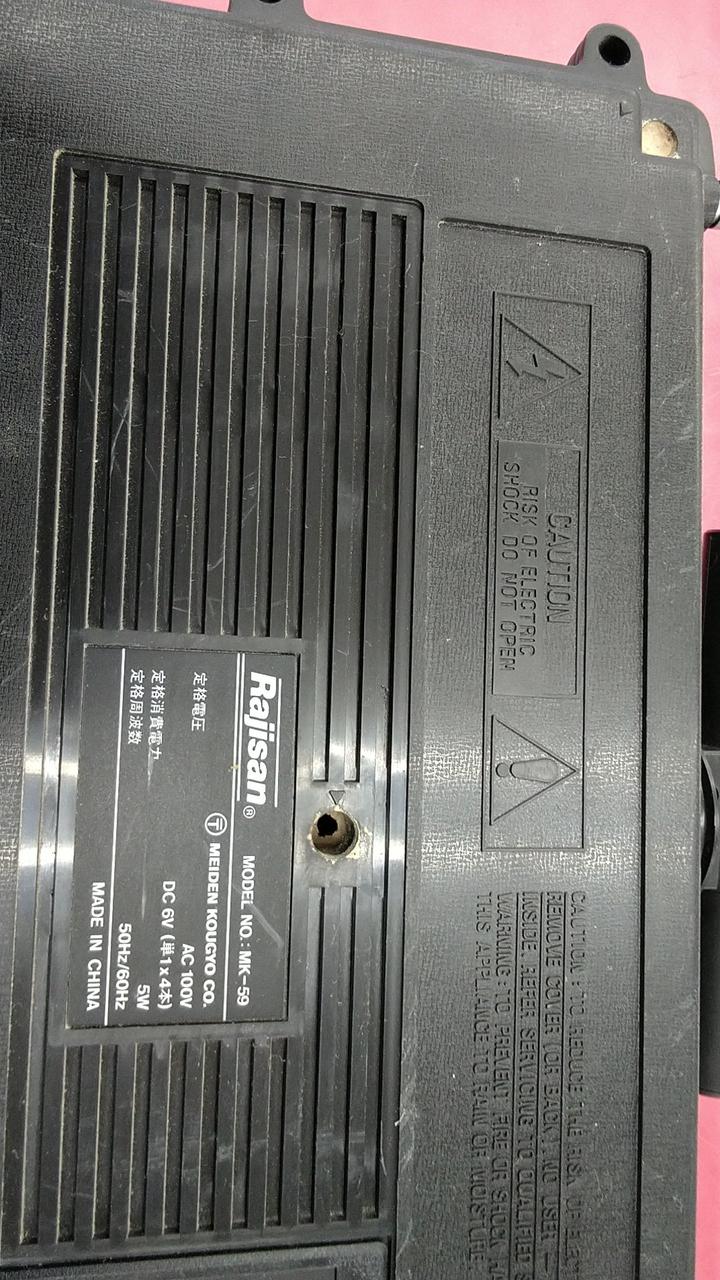 CAUTION
RISK OF ELECTRIC
SHOCK DO NOT OPEN
CAUTION : TO REDUCE THE RISK OF ELE
REMOVE COVER (OR BACK) NO USER-
INSIDE. REFER SERVICING TO QUALIFIED
WARNING : TO PREVENT FIRE OR SHOCK
THIS APPLIANCE TO RAIN OR MOISTURE
Rajisan® MODEL NO.: MK-59
〒 MEIDEN KOUGYO CO.
定格電圧 AC 100V
DC 6V (単1x4本)
定格消費電力 5W
定格周波数 50Hz/60Hz
MADE IN CHINA